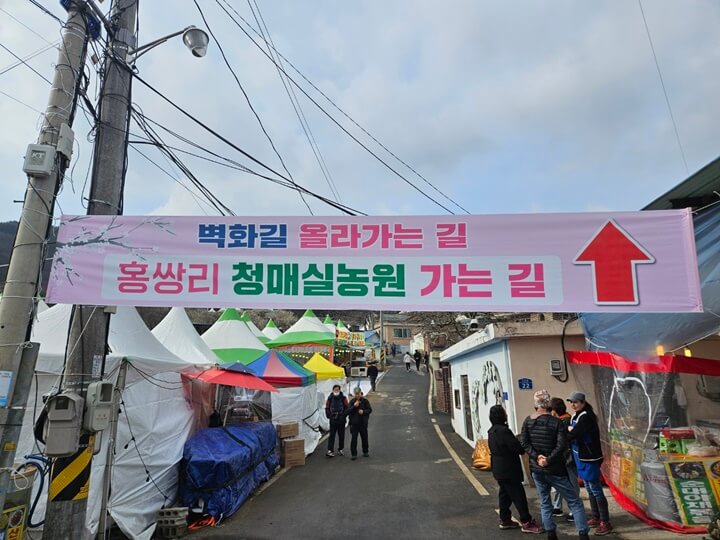 벽화길 올라가는 길
홍쌍리 청매실농원 가는 길
22